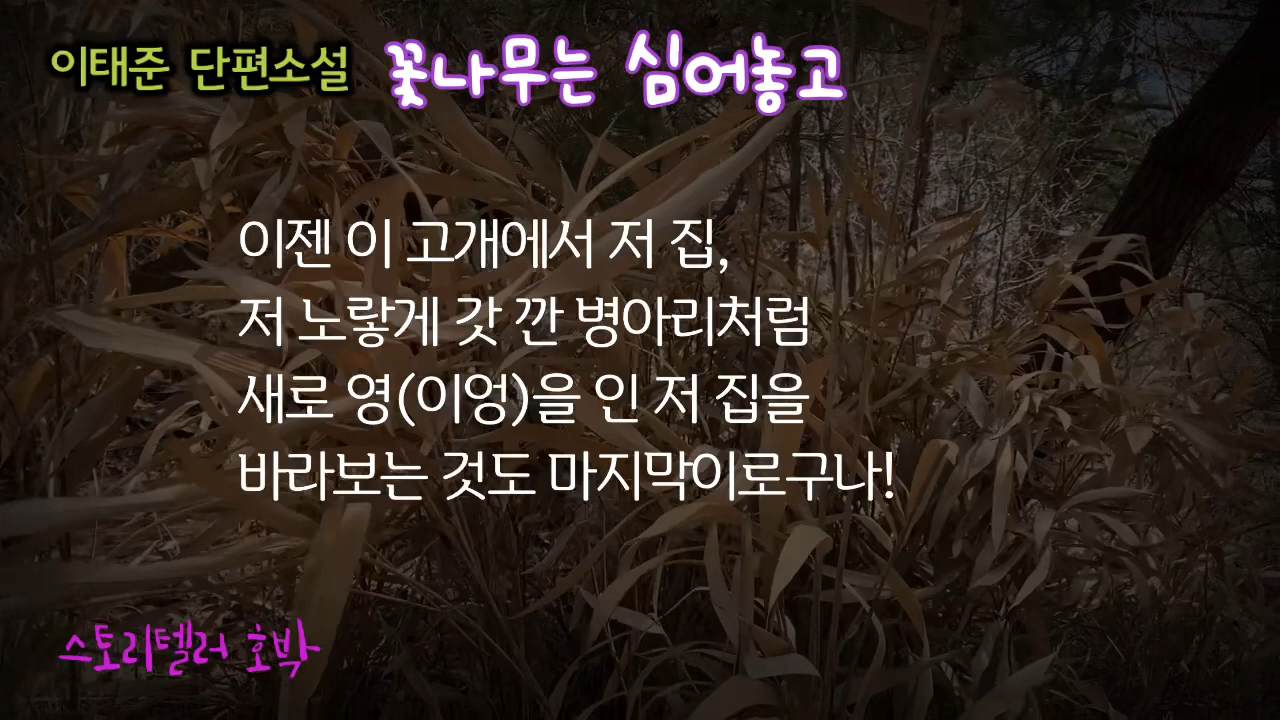 이태준 단편소설 꽃나무는 심어놓고
이젠 이 고개에서 저 집,
저 노랗게 갓 깐 병아리처럼
새로 영(이엉)을 인 저 집을
바라보는 것도 마지막이로구나!
스토리텔러 호박